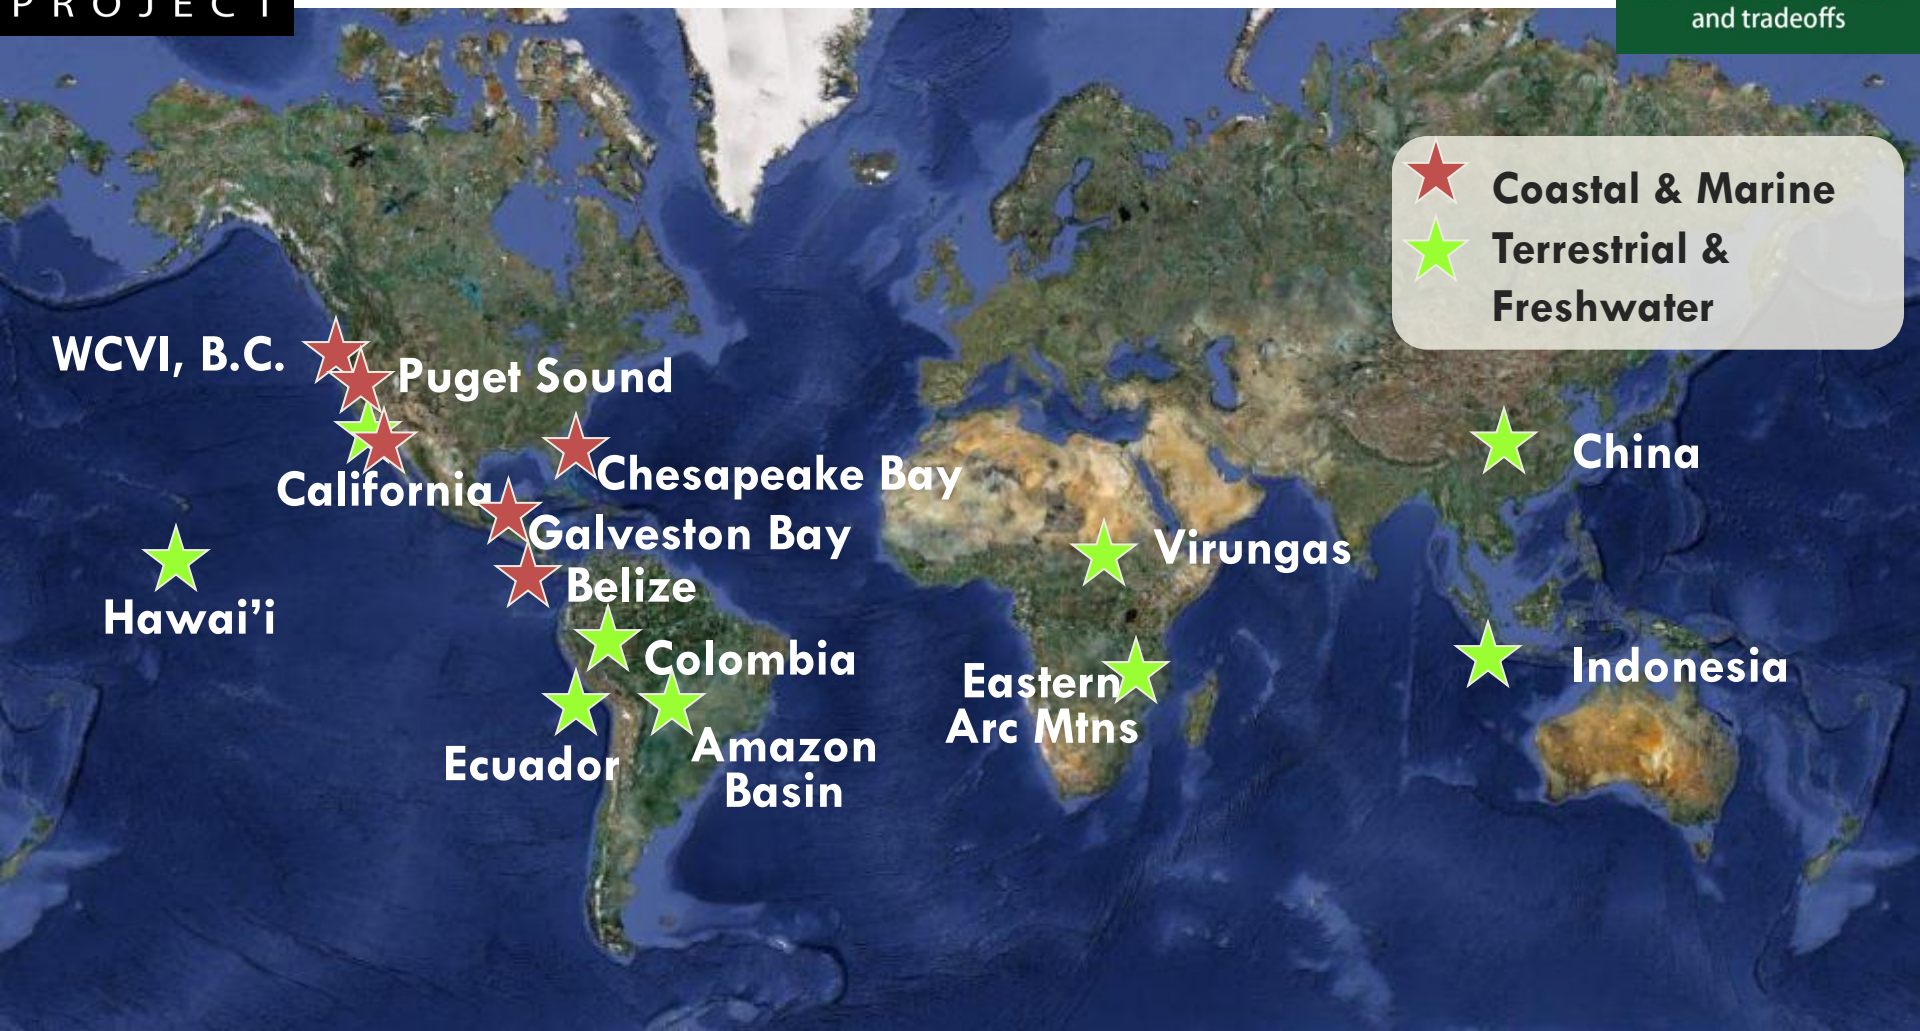 PROJECT
and tradeoffs
Coastal & Marine
Terrestrial &
Freshwater
WCVI, B.C.
Puget Sound
California
Chesapeake Bay
Galveston Bay
Belize
Hawai’i
Colombia
Ecuador
Amazon
Basin
Virungas
Eastern
Arc Mtns
China
Indonesia